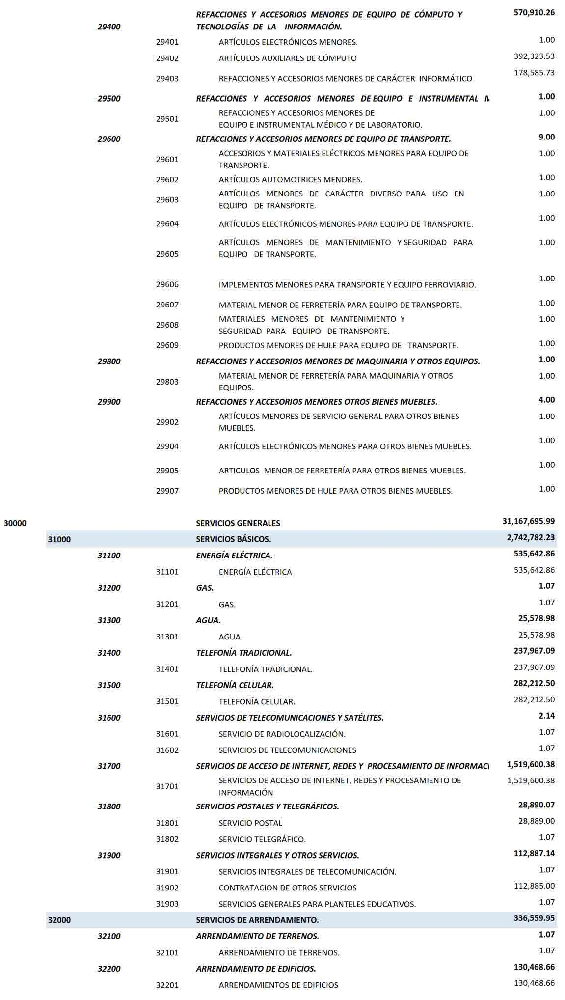 REFACCIONES Y ACCESORIOS MENORES DE EQUIPO DE CÓMPUTO Y 570,910.26
29400 TECNOLOGÍAS DE LA INFORMACIÓN.
29401 ARTÍCULOS ELECTRÓNICOS MENORES. 1.00
29402 ARTÍCULOS AUXILIARES DE CÓMPUTO 392,323.53
29403 REFACCIONES Y ACCESORIOS MENORES DE CARÁCTER INFORMÁTICO 178,585.73
29500 REFACCIONES Y ACCESORIOS MENORES DE EQUIPO E INSTRUMENTAL M 1.00
REFACCIONES Y ACCESORIOS MENORES DE 1.00
29501 EQUIPO E INSTRUMENTAL MÉDICO Y DE LABORATORIO.
29600 REFACCIONES Y ACCESORIOS MENORES DE EQUIPO DE TRANSPORTE. 9.00
ACCESORIOS Y MATERIALES ELÉCTRICOS MENORES PARA EQUIPO DE 1.00
29601 TRANSPORTE.
29602 ARTÍCULOS AUTOMOTRICES MENORES. 1.00
ARTÍCULOS MENORES DE CARÁCTER DIVERSO PARA USO EN 1.00
29603 EQUIPO DE TRANSPORTE.
29604 ARTÍCULOS ELECTRÓNICOS MENORES PARA EQUIPO DE TRANSPORTE. 1.00
ARTÍCULOS MENORES DE MANTENIMIENTO Y SEGURIDAD PARA 1.00
29605 EQUIPO DE TRANSPORTE.
29606 IMPLEMENTOS MENORES PARA TRANSPORTE Y EQUIPO FERROVIARIO. 1.00
29607 MATERIAL MENOR DE FERRETERÍA PARA EQUIPO DE TRANSPORTE. 1.00
MATERIALES MENORES DE MANTENIMIENTO Y 1.00
29608 SEGURIDAD PARA EQUIPO DE TRANSPORTE.
29609 PRODUCTOS MENORES DE HULE PARA EQUIPO DE TRANSPORTE. 1.00
29800 REFACCIONES Y ACCESORIOS MENORES DE MAQUINARIA Y OTROS EQUIPOS. 1.00
MATERIAL MENOR DE FERRETERÍA PARA MAQUINARIA Y OTROS 1.00
29803 EQUIPOS.
29900 REFACCIONES Y ACCESORIOS MENORES OTROS BIENES MUEBLES. 4.00
ARTÍCULOS MENORES DE SERVICIO GENERAL PARA OTROS BIENES 1.00
29902 MUEBLES.
29904 ARTÍCULOS ELECTRÓNICOS MENORES PARA OTROS BIENES MUEBLES. 1.00
29905 ARTICULOS MENOR DE FERRETERÍA PARA OTROS BIENES MUEBLES. 1.00
29907 PRODUCTOS MENORES DE HULE PARA OTROS BIENES MUEBLES. 1.00
30000 SERVICIOS GENERALES 31,167,695.99
31000 SERVICIOS BÁSICOS. 2,742,782.23
31100 ENERGÍA ELÉCTRICA. 535,642.86
31101 ENERGÍA ELÉCTRICA 535,642.86
31200 GAS. 1.07
31201 GAS. 1.07
31300 AGUA. 25,578.98
31301 AGUA. 25,578.98
31400 TELEFONÍA TRADICIONAL. 237,967.09
31401 TELEFONÍA TRADICIONAL. 237,967.09
31500 TELEFONÍA CELULAR. 282,212.50
31501 TELEFONÍA CELULAR. 282,212.50
31600 SERVICIOS DE TELECOMUNICACIONES Y SATÉLITES. 2.14
31601 SERVICIO DE RADIOLOCALIZACIÓN. 1.07
31602 SERVICIOS DE TELECOMUNICACIONES 1.07
31700 SERVICIOS DE ACCESO DE INTERNET, REDES Y PROCESAMIENTO DE INFORMACI 1,519,600.38
SERVICIOS DE ACCESO DE INTERNET, REDES Y PROCESAMIENTO DE 1,519,600.38
31701 INFORMACIÓN
31800 SERVICIOS POSTALES Y TELEGRÁFICOS. 28,890.07
31801 SERVICIO POSTAL 28,889.00
31802 SERVICIO TELEGRÁFICO. 1.07
31900 SERVICIOS INTEGRALES Y OTROS SERVICIOS. 112,887.14
31901 SERVICIOS INTEGRALES DE TELECOMUNICACIÓN. 1.07
31902 CONTRATACION DE OTROS SERVICIOS 112,885.00
31903 SERVICIOS GENERALES PARA PLANTELES EDUCATIVOS. 1.07
32000 SERVICIOS DE ARRENDAMIENTO. 336,559.95
32100 ARRENDAMIENTO DE TERRENOS. 1.07
32101 ARRENDAMIENTO DE TERRENOS. 1.07
32200 ARRENDAMIENTO DE EDIFICIOS. 130,468.66
32201 ARRENDAMIENTOS DE EDIFICIOS 130,468.66